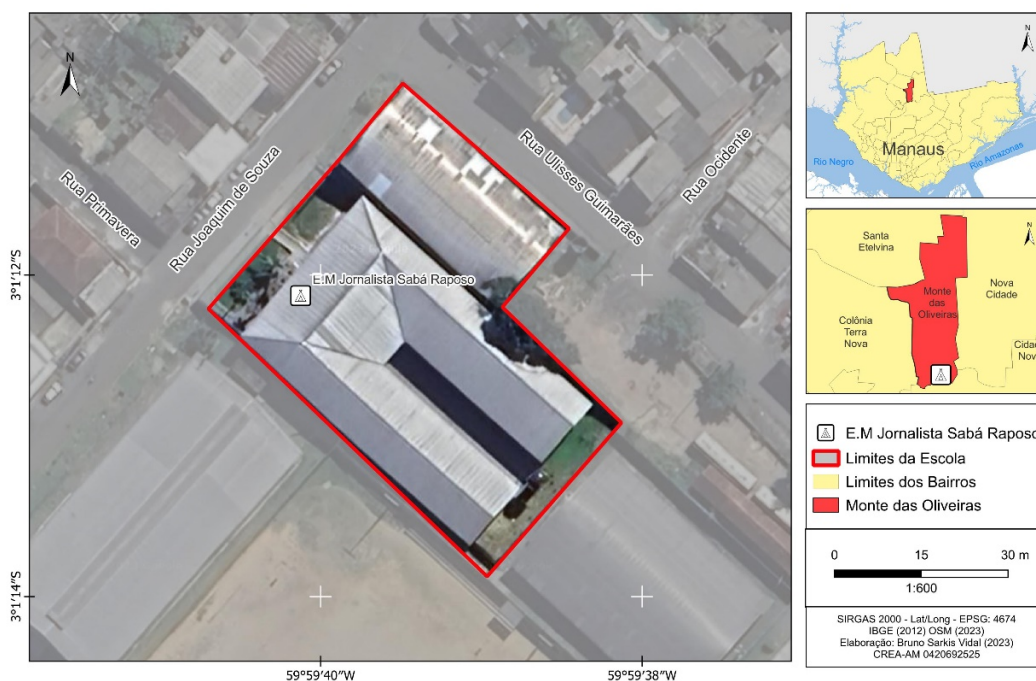 N
Rua Primavera
Rua Joaquim de Souza
Rua Ulisses Guimarães
Rua Ocidente
E.M Jornalista Sabá Raposo
3°1'12"S
3°1'14"S
59°59'40"W
59°59'38"W
N
Manaus
Rio Negro
Rio Amazonas
N
Santa
Etelvina
Nova
Cidade
Monte
das
Oliveiras
Colônia
Terra
Nova
Cidad
Nov
E.M Jornalista Sabá Raposo
Limites da Escola
Limites dos Bairros
Monte das Oliveiras
0 15 30 m
1:600
SIRGAS 2000 - Lat/Long - EPSG: 4674
IBGE (2012) OSM (2023)
Elaboração: Bruno Sarkis Vidal (2023)
CREA-AM 0420692525